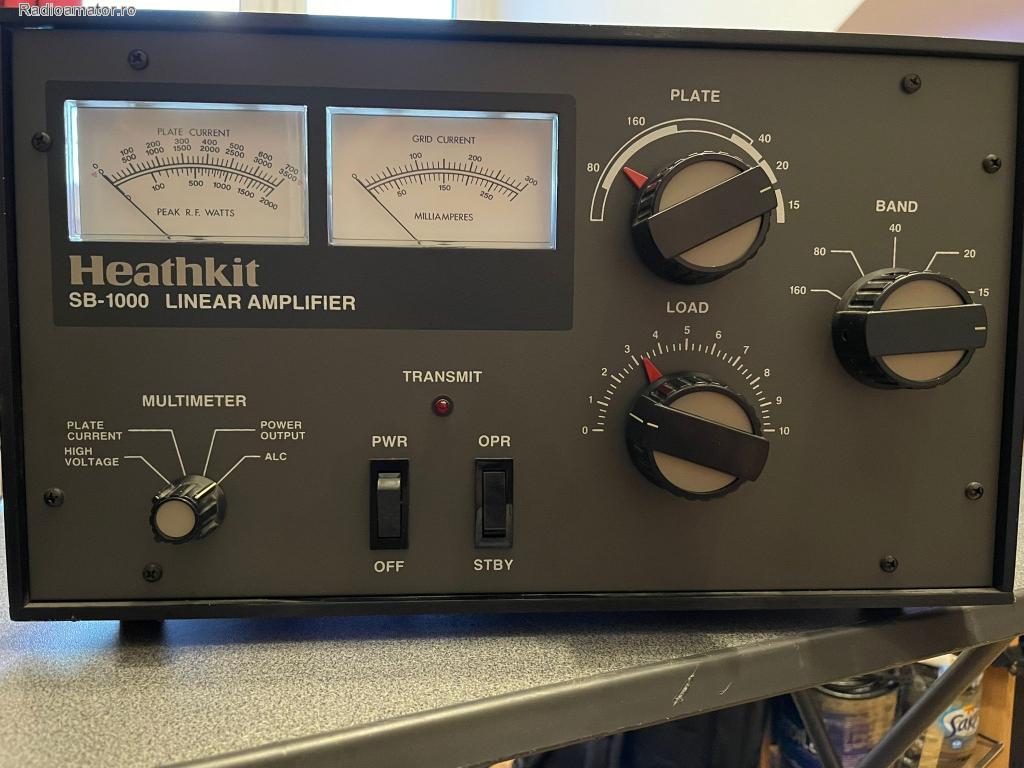 Radioamator.ro
PLATE CURRENT
100 200 300 400 500 600 700
0 500 1000 1500 2000 2500 3000 3500
100 500 1000 1500 2000
PEAK R.F. WATTS
GRID CURRENT
0 100 200 300
50 150 250
MILLIAMPERES
Heathkit
SB-1000 LINEAR AMPLIFIER
PLATE
160
80
40
20
15
BAND
40
80 20
160 15
LOAD
0 1 2 3 4 5 6 7 8 9 10
TRANSMIT
MULTIMETER
PLATE
CURRENT
HIGH
VOLTAGE
POWER
OUTPUT
ALC
PWR
OFF
OPR
STBY